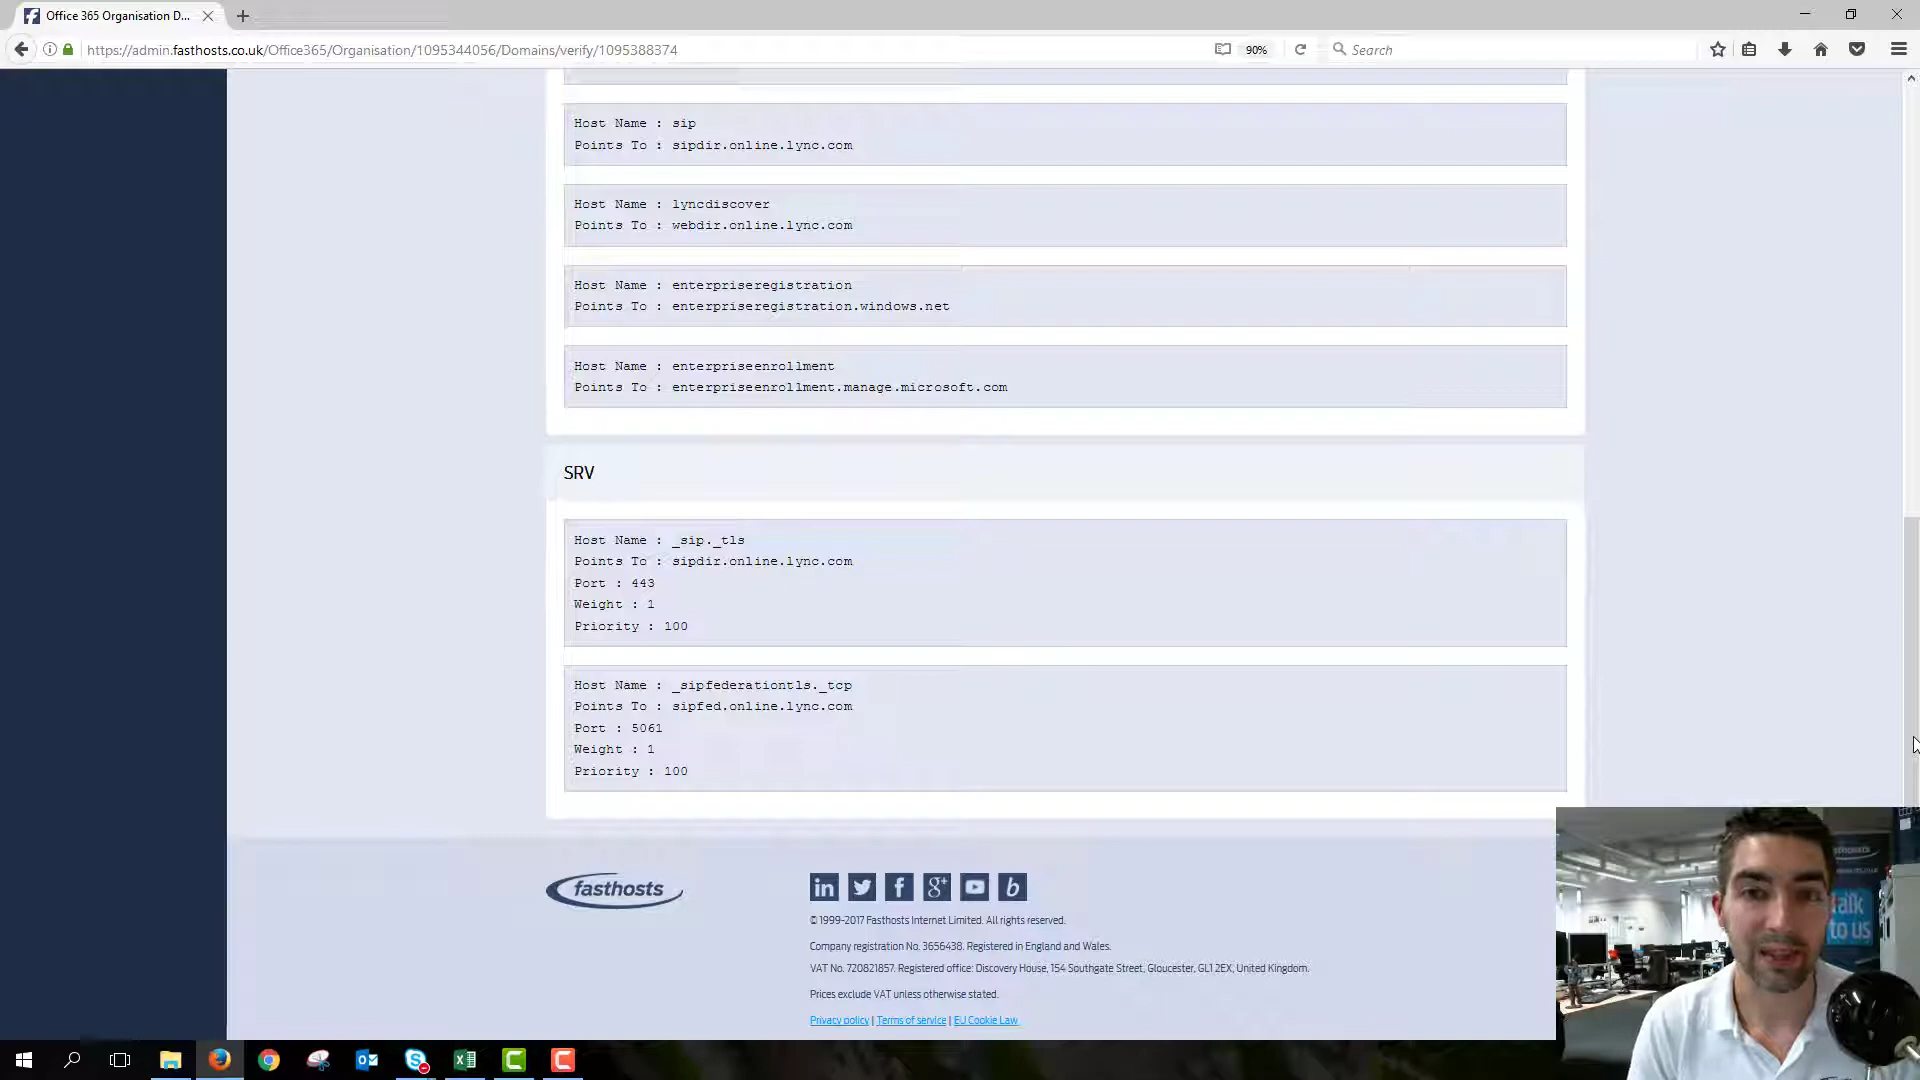 Office 365 Organisation D...
https://admin.fasthosts.co.uk/Office365/Organisation/1095344056/Domains/verify/1095388374
90%
Search
Host Name : sip
Points To : sipdir.online.lync.com
Host Name : lyncdiscover
Points To : webdir.online.lync.com
Host Name : enterpriseregistration
Points To : enterpriseregistration.windows.net
Host Name : enterpriseenrollment
Points To : enterpriseenrollment.manage.microsoft.com
SRV
Host Name : _sip._tls
Points To : sipdir.online.lync.com
Port : 443
Weight : 1
Priority : 100
Host Name : _sipfederationtls._tcp
Points To : sipfed.online.lync.com
Port : 5061
Weight : 1
Priority : 100
fasthosts
© 1999-2017 Fasthosts Internet Limited. All rights reserved.
Company registration No. 3656438. Registered in England and Wales.
VAT No. 720821857. Registered office: Discovery House, 154 Southgate Street, Gloucester, GL1 2EX, United Kingdom.
Prices exclude VAT unless otherwise stated.
Privacy policy | Terms of service | EU Cookie Law
talk
to us